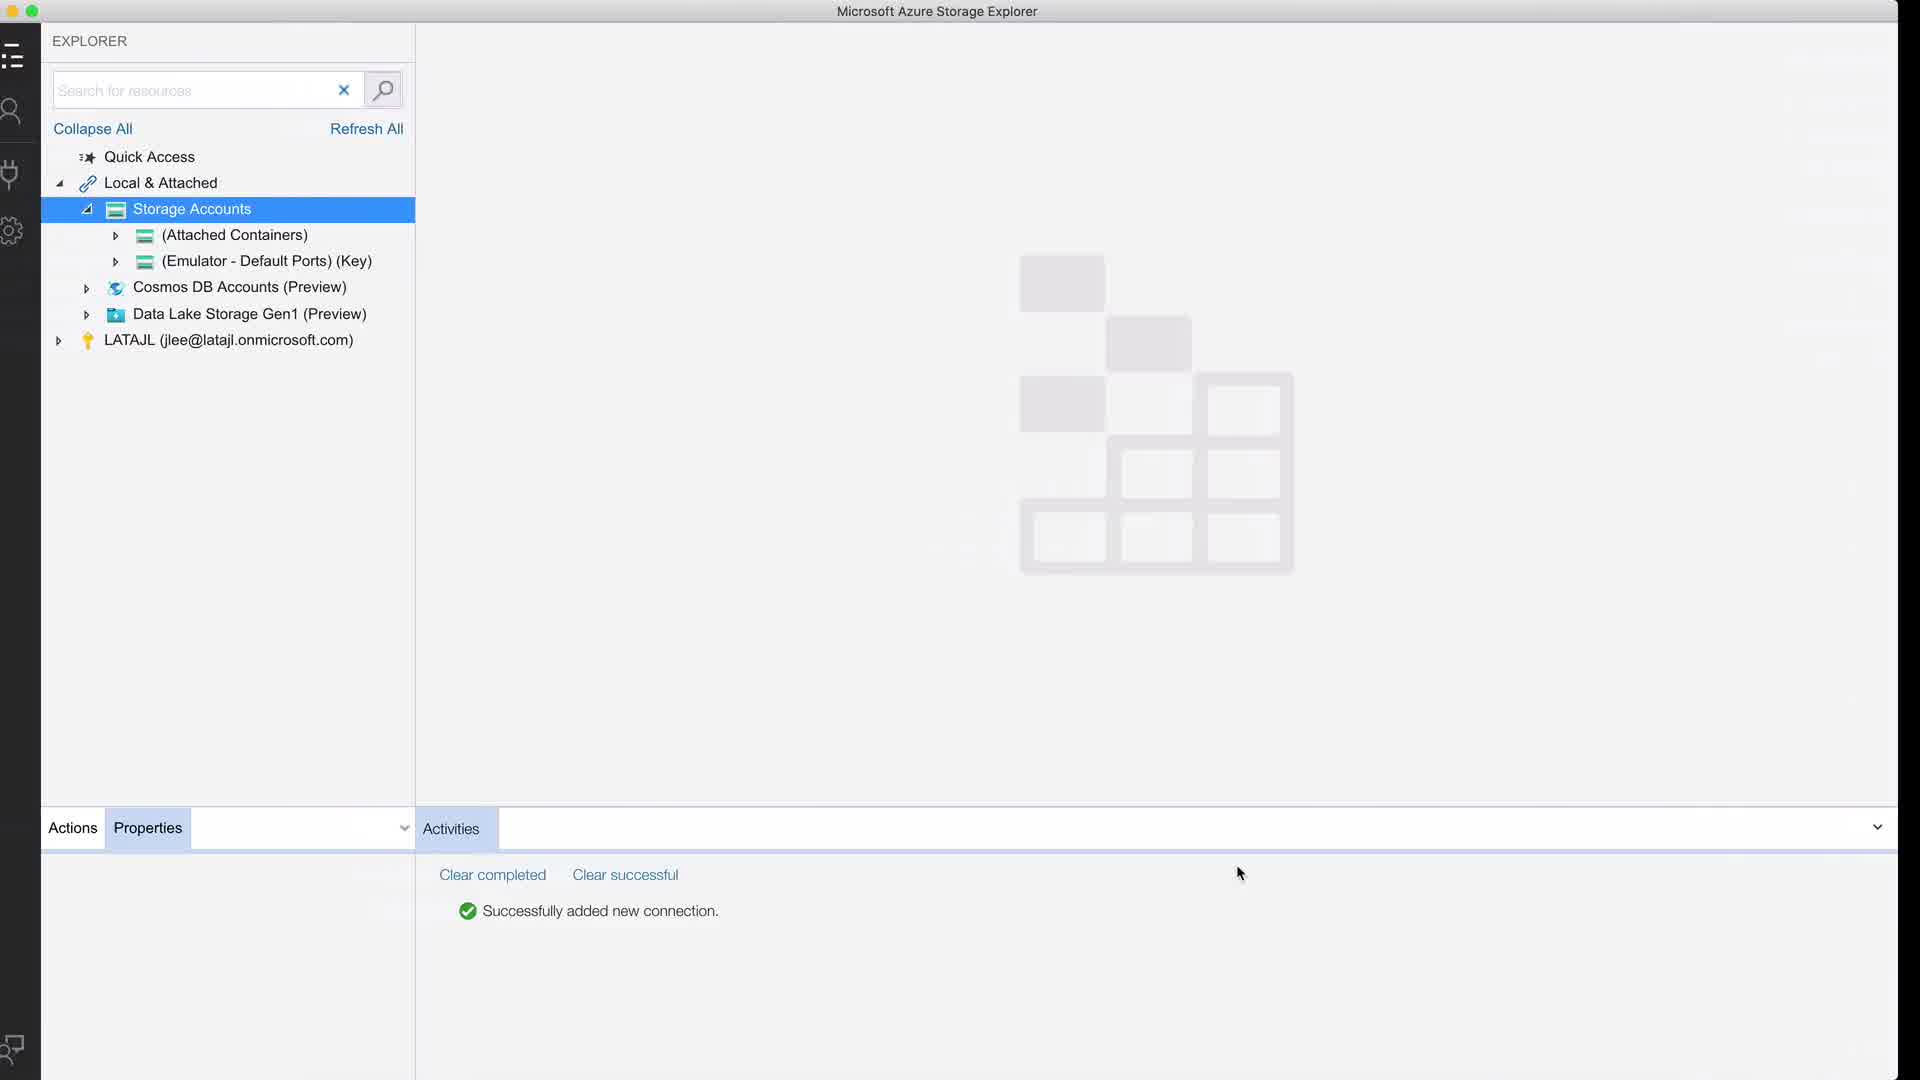 Microsoft Azure Storage Explorer
EXPLORER
Search for resources
Collapse All
Refresh All
Quick Access
Local & Attached
Storage Accounts
(Attached Containers)
(Emulator - Default Ports) (Key)
Cosmos DB Accounts (Preview)
Data Lake Storage Gen1 (Preview)
LATAJL (jlee@latajl.onmicrosoft.com)
Actions
Properties
Activities
Clear completed
Clear successful
Successfully added new connection.